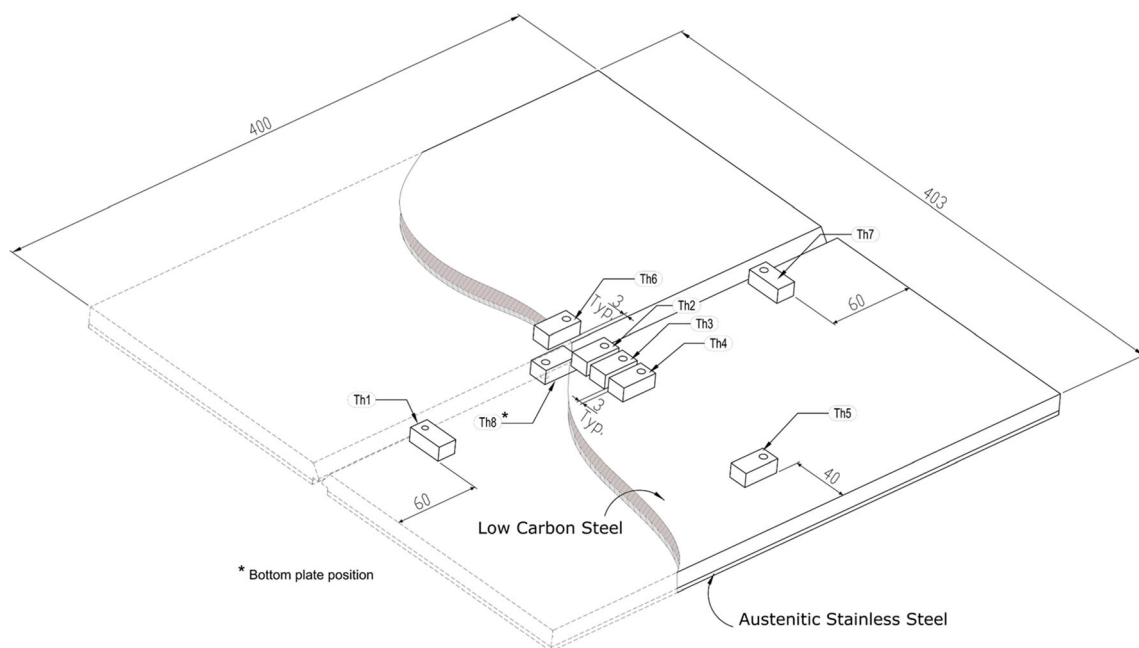 400
403
Th7
60
Th6
3
Typ.
Th2
Th3
Th4
Th1
Th8 *
3
Typ.
Th5
40
60
Low Carbon Steel
* Bottom plate position
Austenitic Stainless Steel